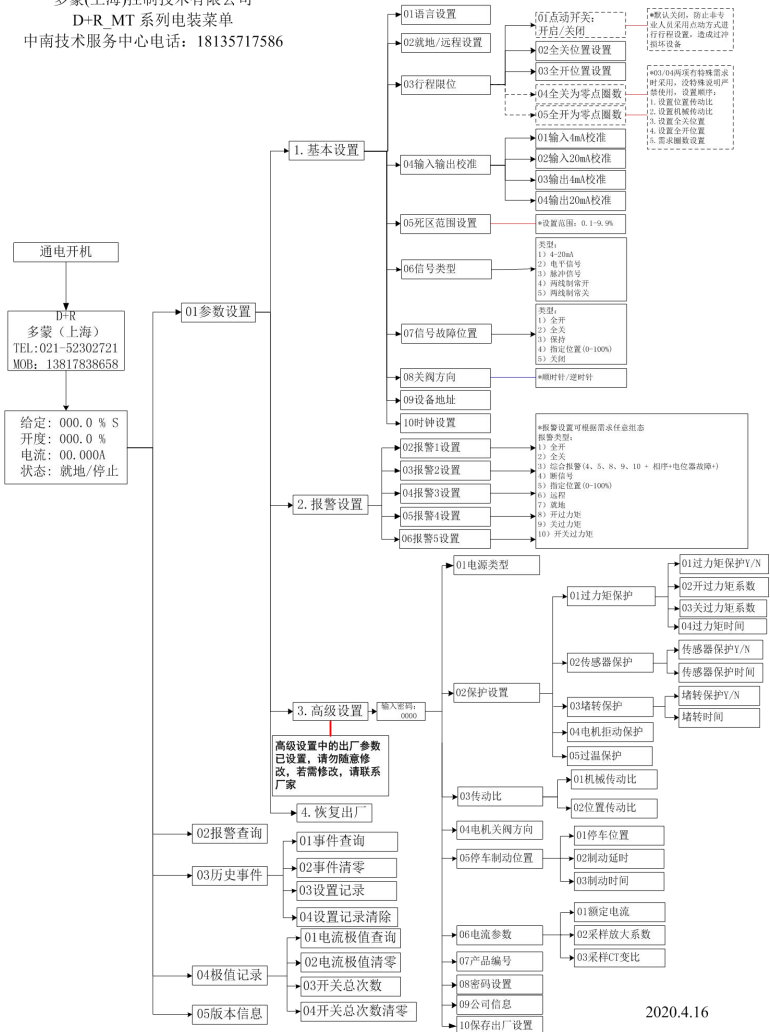 多蒙(上海)控制技术有限公司
D+R_MT 系列电装菜单
中南技术服务中心电话：18135717586
通电开机
D+R
多蒙（上海）
TEL:021-52302721
MOB: 13817838658
给定: 000.0 % S
开度: 000.0 %
电流: 00.000A
状态: 就地/停止
01参数设置
1.基本设置
01语言设置
02就地/远程设置
03行程限位
01点动开关:
开启/关闭
*默认关闭，防止非专
业人员采用点动方式进
行行程设置，造成过冲
损坏设备
02全关位置设置
03全开位置设置
04全关为零点圈数
05全开为零点圈数
*03/04两项有特殊需求
时采用，没特殊说明严
禁使用，设置顺序:
1.设置位置传动比
2.设置机械传动比
3.设置全关位置
4.设置全开位置
5.需求圈数设置
04输入输出校准
01输入4mA校准
02输入20mA校准
03输出4mA校准
04输出20mA校准
05死区范围设置
*设置范围: 0.1-9.9%
06信号类型
类型:
1) 4-20mA
2) 电平信号
3) 脉冲信号
4) 两线制常开
5) 两线制常关
07信号故障位置
类型:
1) 全开
2) 全关
3) 保持
4) 指定位置(0-100%)
5) 关闭
08关阀方向
*顺时针/逆时针
09设备地址
10时钟设置
2.报警设置
02报警1设置
03报警2设置
04报警3设置
05报警4设置
06报警5设置
*报警设置可根据需求任意组态
报警类型:
1) 全开
2) 全关
3) 综合报警(4、5、8、9、10 + 相序+电位器故障+)
4) 断信号
5) 指定位置(0-100%)
6) 远程
7) 就地
8) 开过力矩
9) 关过力矩
10) 开关过力矩
3.高级设置
输入密码:
0000
高级设置中的出厂参数
已设置，请勿随意修
改，若需修改，请联系
厂家
01电源类型
02保护设置
01过力矩保护
01过力矩保护Y/N
02开过力矩系数
03关过力矩系数
04过力矩时间
02传感器保护
传感器保护Y/N
传感器保护时间
03堵转保护
堵转保护Y/N
堵转时间
04电机拒动保护
05过温保护
03传动比
01机械传动比
02位置传动比
04电机关阀方向
05停车制动位置
01停车位置
02制动延时
03制动时间
06电流参数
01额定电流
02采样放大系数
03采样CT变比
07产品编号
08密码设置
09公司信息
10保存出厂设置
4.恢复出厂
02报警查询
03历史事件
01事件查询
02事件清零
03设置记录
04设置记录清除
04极值记录
01电流极值查询
02电流极值清零
03开关总次数
04开关总次数清零
05版本信息
2020.4.16